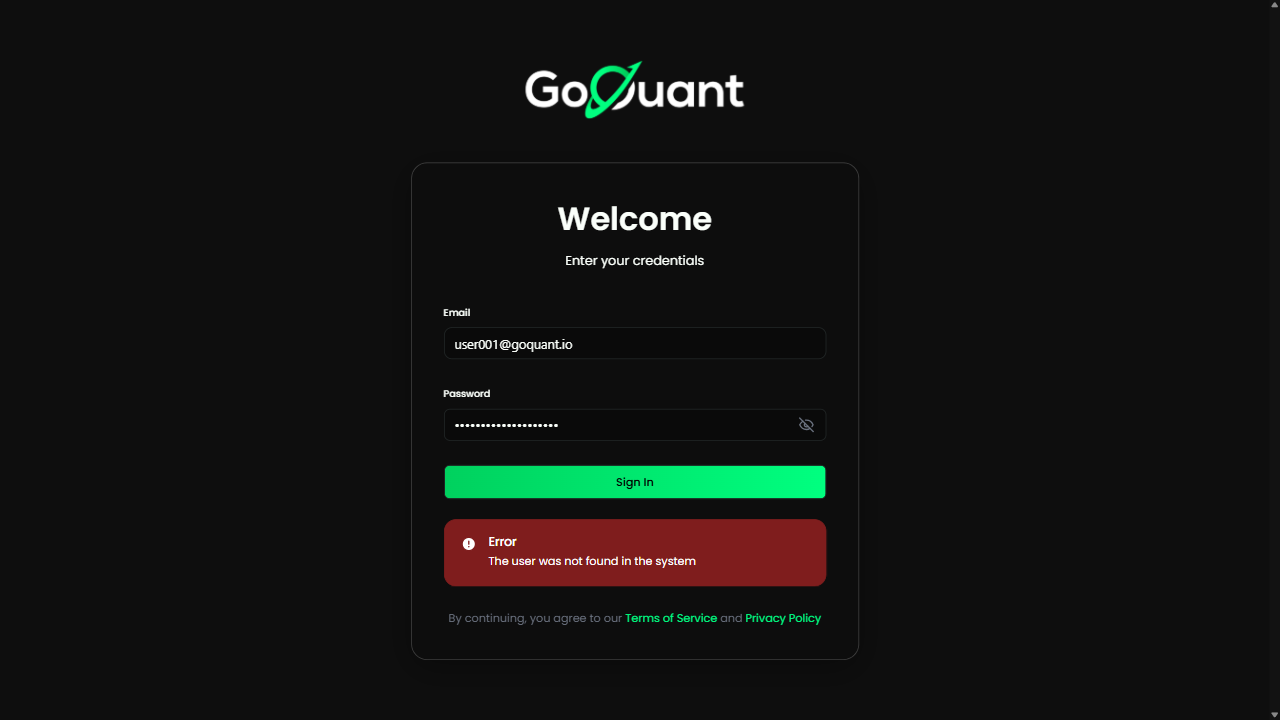 GoQuant
Welcome
Enter your credentials
Email
user001@goquant.io
Password
••••••••••••••••••••
Sign In
Error
The user was not found in the system
By continuing, you agree to our Terms of Service and Privacy Policy